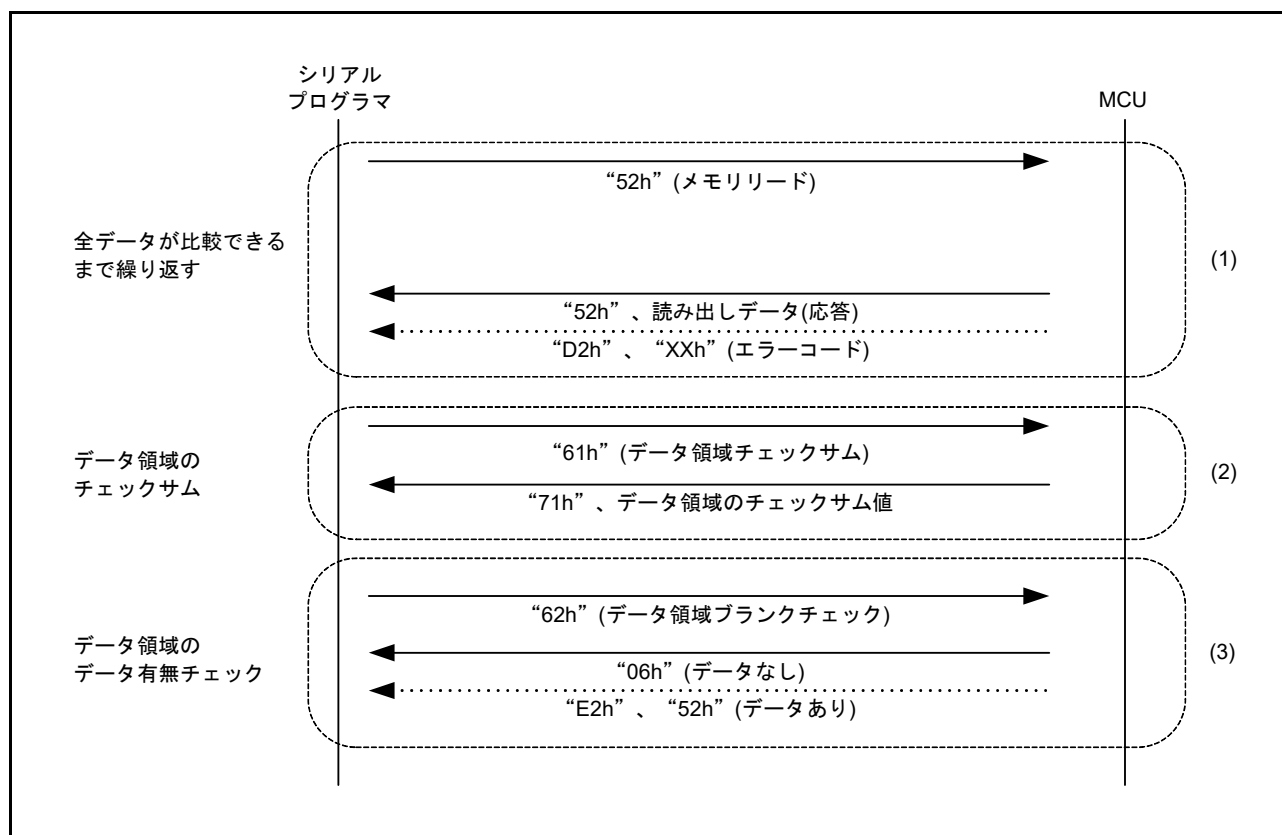 シリアル
プログラマ
MCU
“52h” (メモリリード)
全データが比較できる
まで繰り返す
(1)
“52h” 、読み出しデータ(応答)
“D2h” 、 “XXh” (エラーコード)
“61h” (データ領域チェックサム)
データ領域の
チェックサム
(2)
“71h” 、データ領域のチェックサム値
“62h” (データ領域ブランクチェック)
データ領域の
データ有無チェック
(3)
“06h” (データなし)
“E2h” 、 “52h” (データあり)